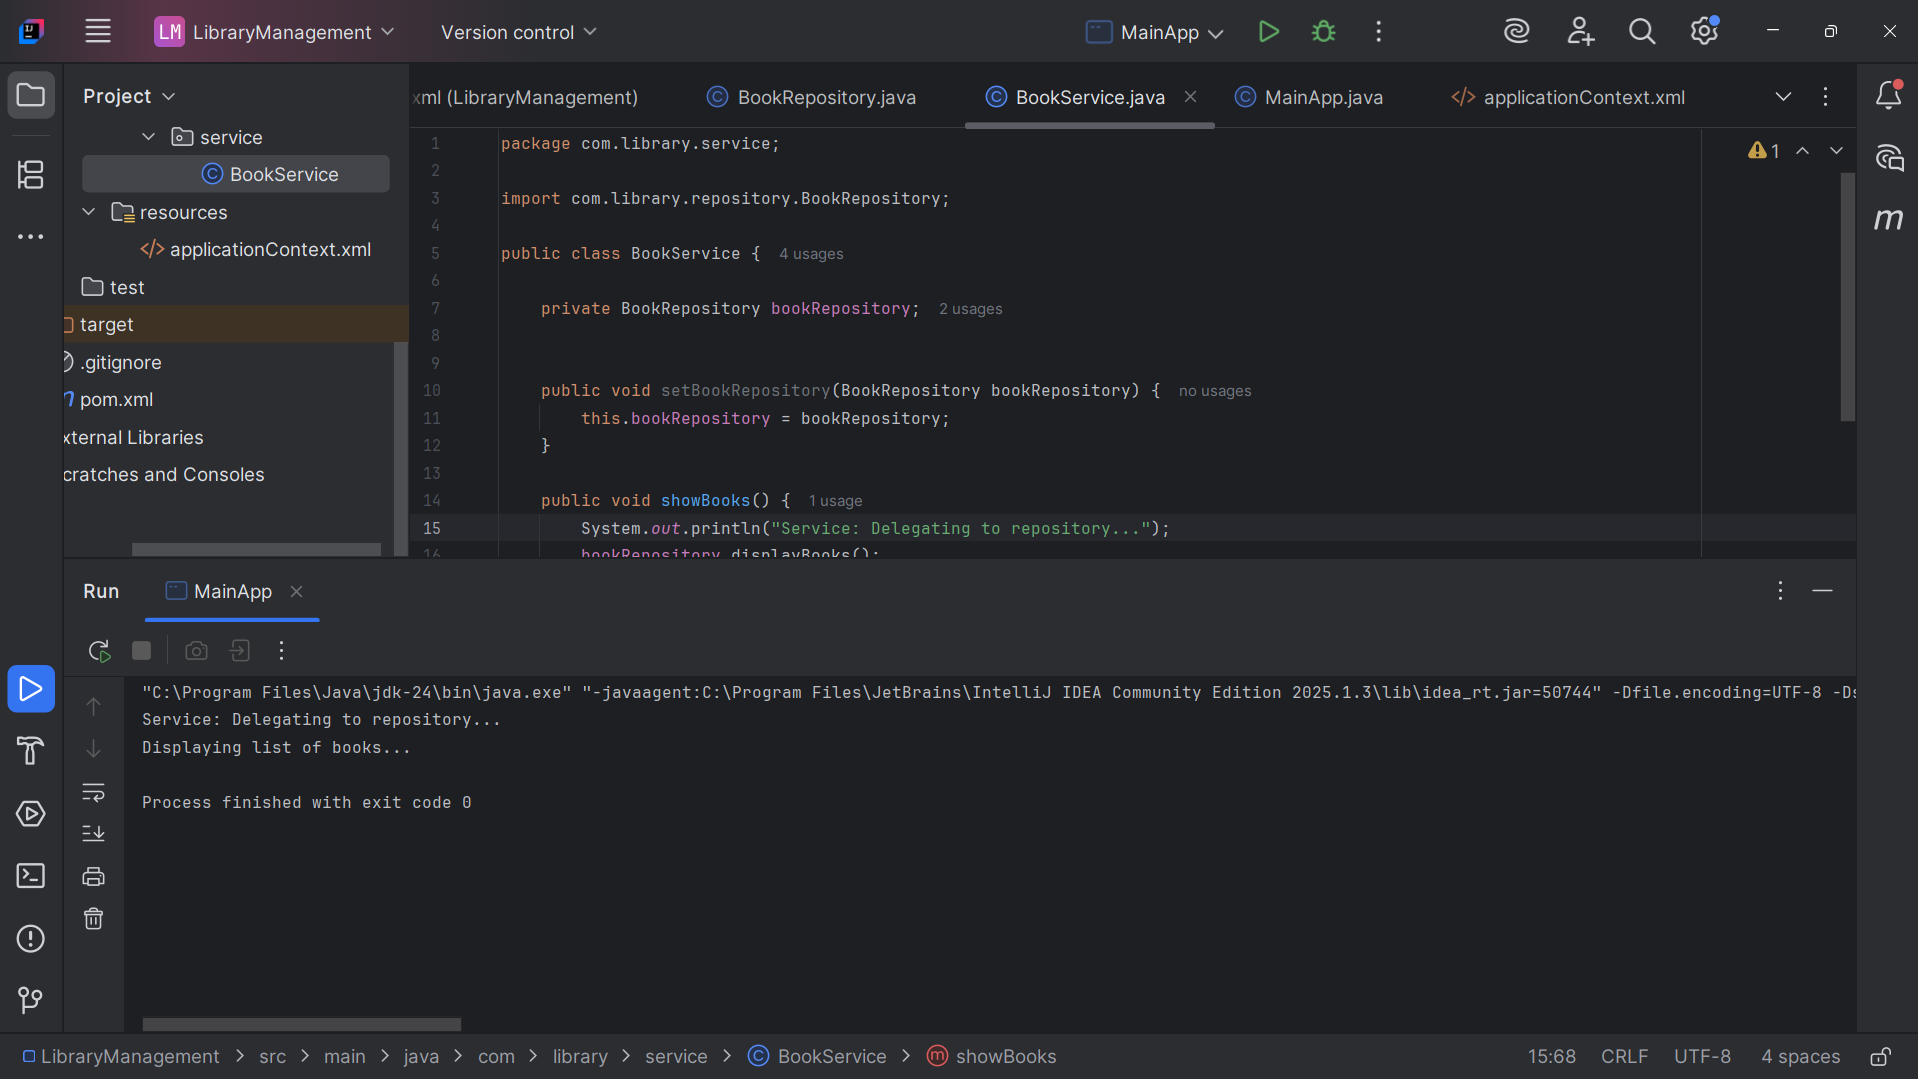 LM LibraryManagement Version control MainApp
Project
xml (LibraryManagement) BookRepository.java BookService.java MainApp.java applicationContext.xml
service
BookService
resources
applicationContext.xml
test
target
.gitignore
pom.xml
xternal Libraries
cratches and Consoles
1 package com.library.service;
2
3 import com.library.repository.BookRepository;
4
5 public class BookService { 4 usages
6
7 private BookRepository bookRepository; 2 usages
8
9
10 public void setBookRepository(BookRepository bookRepository) { no usages
11 this.bookRepository = bookRepository;
12 }
13
14 public void showBooks() { 1 usage
15 System.out.println("Service: Delegating to repository...");
16 bookRepository.displayBooks();
1
Run MainApp
"C:\Program Files\Java\jdk-24\bin\java.exe" "-javaagent:C:\Program Files\JetBrains\IntelliJ IDEA Community Edition 2025.1.3\lib\idea_rt.jar=50744" -Dfile.encoding=UTF-8 -Ds
Service: Delegating to repository...
Displaying list of books...
Process finished with exit code 0
LibraryManagement > src > main > java > com > library > service > BookService > m showBooks 15:68 CRLF UTF-8 4 spaces